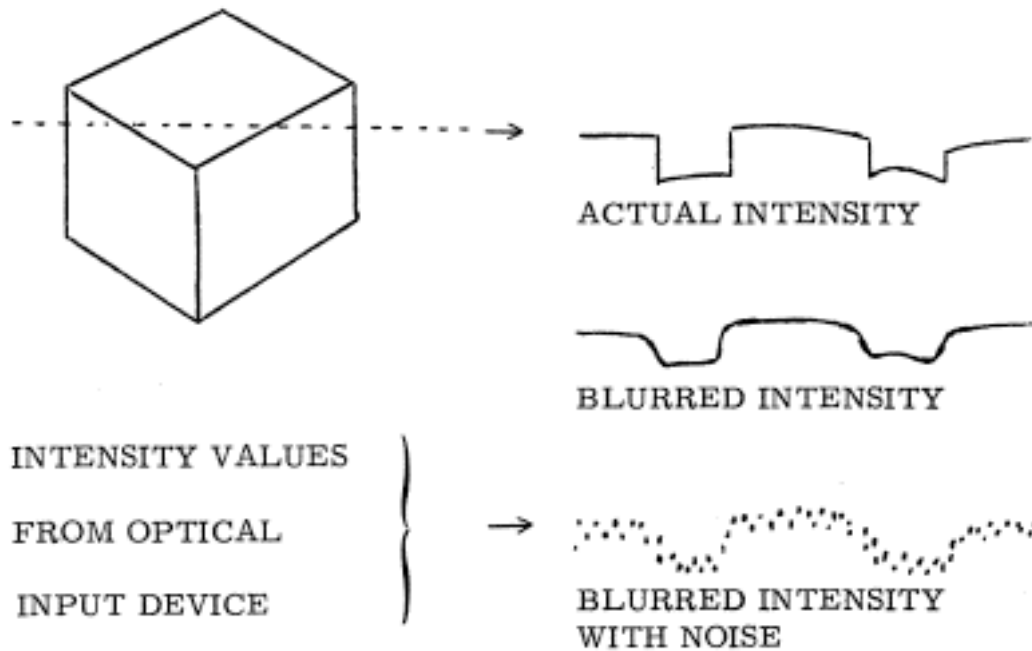 ACTUAL INTENSITY
BLURRED INTENSITY
INTENSITY VALUES
FROM OPTICAL
INPUT DEVICE
BLURRED INTENSITY
WITH NOISE